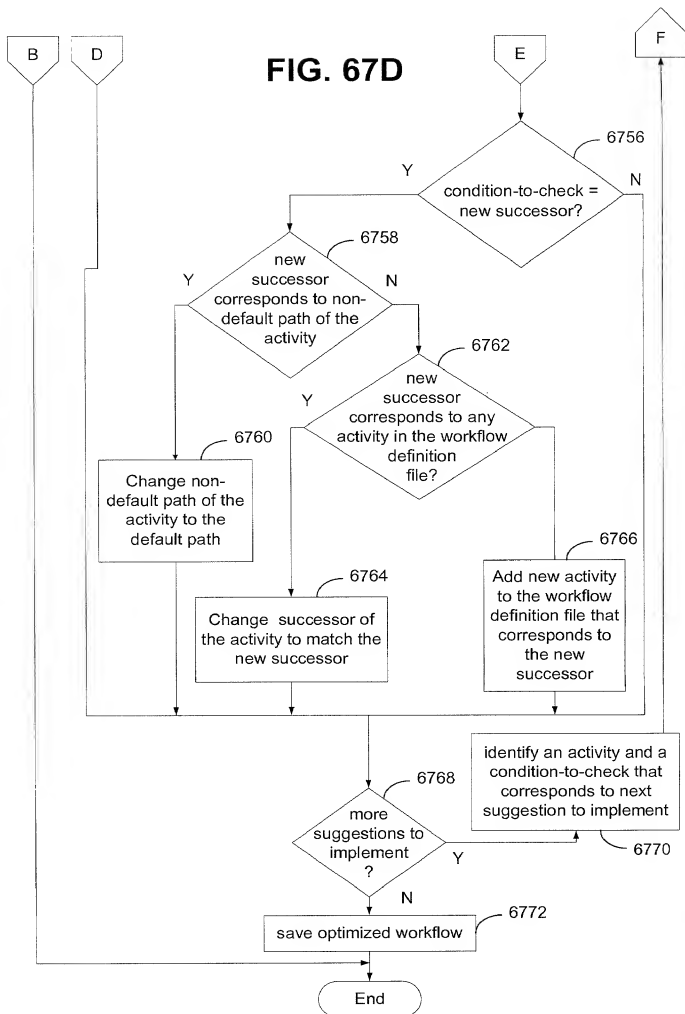 B
D
FIG. 67D
E
F
6756
Y
N
condition-to-check =
new successor?
6758
new
successor
corresponds to non-
default path of the
activity
Y
N
6762
new
successor
corresponds to any
activity in the workflow
definition
file?
Y
6760
Change non-
default path of the
activity to the
default path
6764
Change successor of
the activity to match the
new successor
6766
Add new activity
to the workflow
definition file that
corresponds to
the new
successor
6768
more
suggestions to
implement
?
Y
N
identify an activity and a
condition-to-check that
corresponds to next
suggestion to implement
6770
6772
save optimized workflow
End